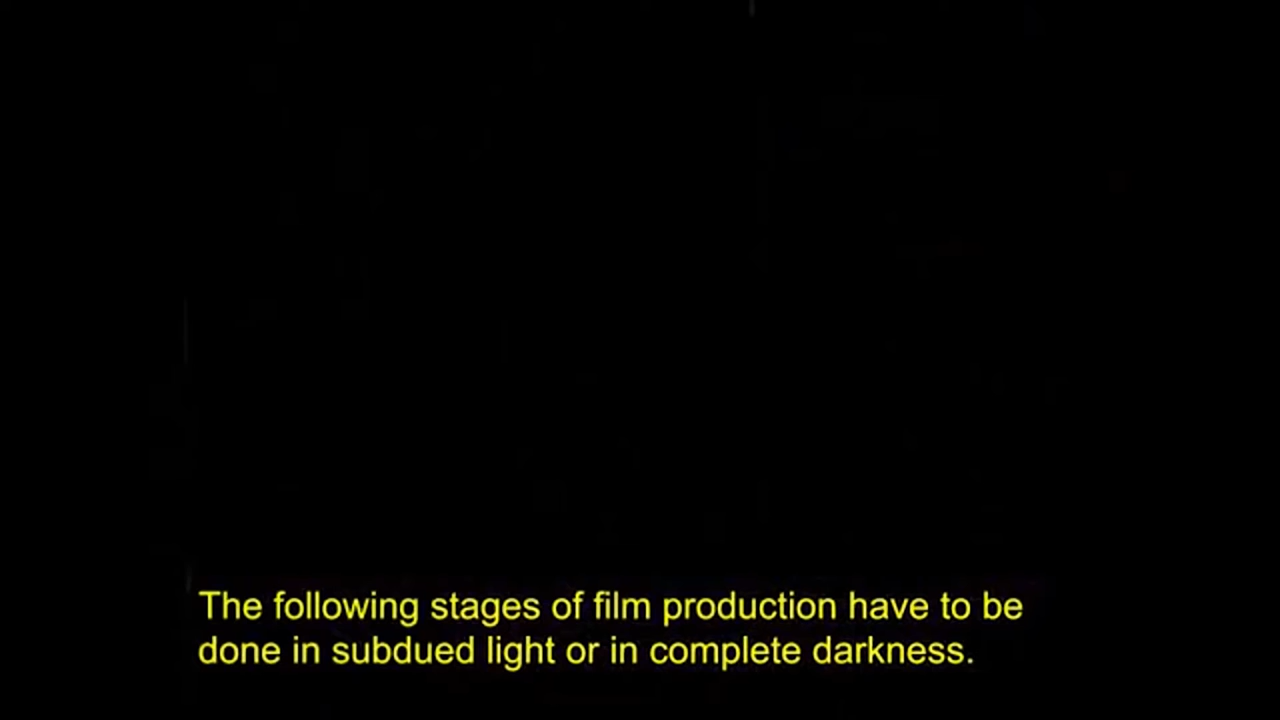 The following stages of film production have to be
done in subdued light or in complete darkness.